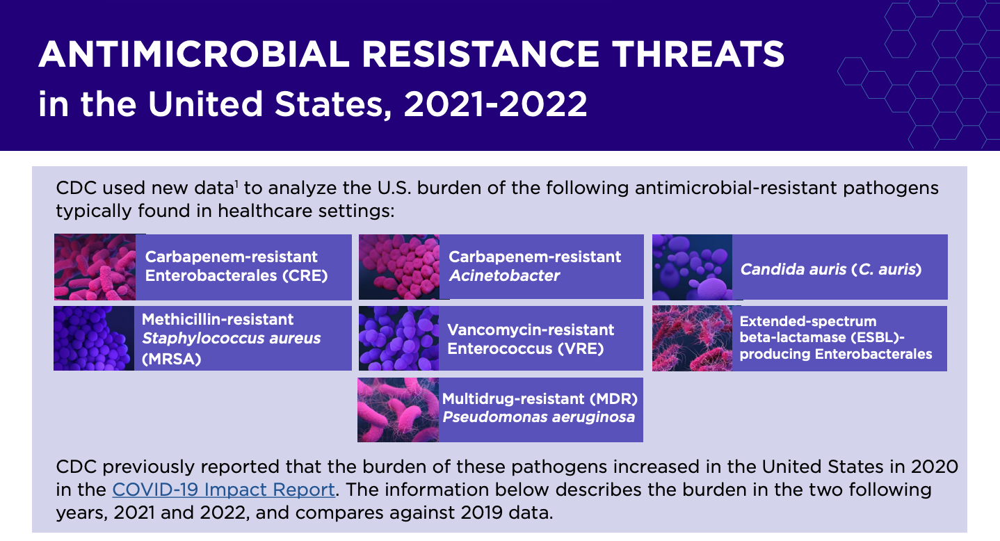 ANTIMICROBIAL RESISTANCE THREATS
in the United States, 2021-2022
CDC used new data¹ to analyze the U.S. burden of the following antimicrobial-resistant pathogens
typically found in healthcare settings:
Carbapenem-resistant
Enterobacterales (CRE)
Carbapenem-resistant
Acinetobacter
Candida auris (C. auris)
Methicillin-resistant
Staphylococcus aureus
(MRSA)
Vancomycin-resistant
Enterococcus (VRE)
Extended-spectrum
beta-lactamase (ESBL)-
producing Enterobacterales
Multidrug-resistant (MDR)
Pseudomonas aeruginosa
CDC previously reported that the burden of these pathogens increased in the United States in 2020
in the COVID-19 Impact Report. The information below describes the burden in the two following
years, 2021 and 2022, and compares against 2019 data.